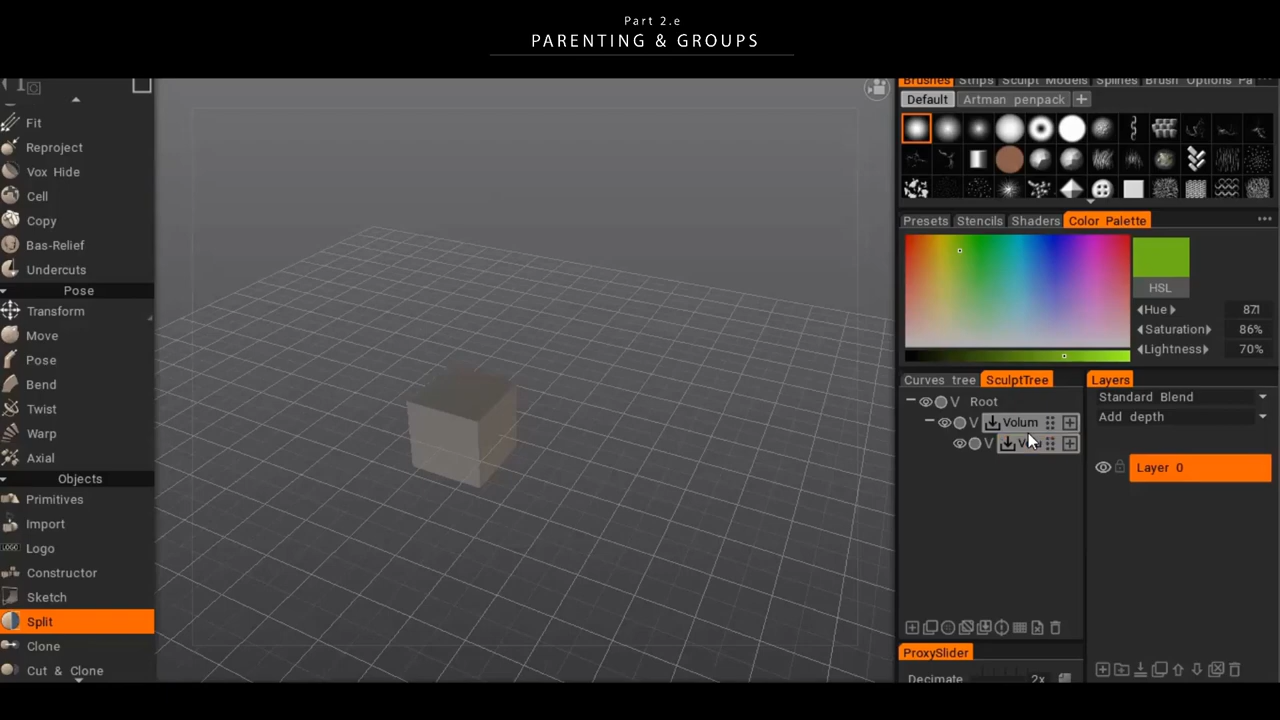 Part 2.e
PARENTING & GROUPS
Brushes Strips Sculpt Models Splines Brush Options Pa
Default Artman penpack
Fit
Reproject
Vox Hide
Cell
Copy
Bas-Relief
Undercuts
Pose
Transform
Move
Pose
Bend
Twist
Warp
Axial
Objects
Primitives
Import
LOGO Logo
Constructor
Sketch
Split
Clone
Cut & Clone
Presets Stencils Shaders Color Palette
HSL
Hue 87.1
Saturation 86%
Lightness 70%
Curves tree SculptTree
V Root
V Volum
V
ProxySlider
Decimate 2x
Layers
Standard Blend
Add depth
Layer 0